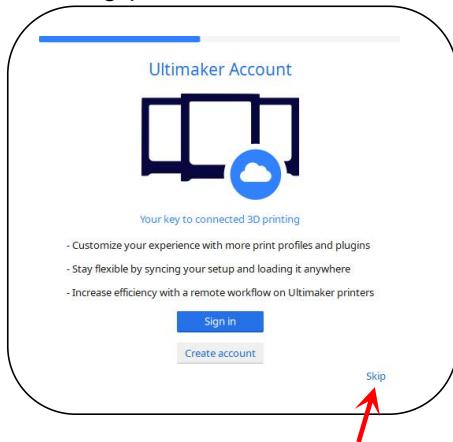 Ultimaker Account
Your key to connected 3D printing
- Customize your experience with more print profiles and plugins
- Stay flexible by syncing your setup and loading it anywhere
- Increase efficiency with a remote workflow on Ultimaker printers
Sign in
Create account
Skip